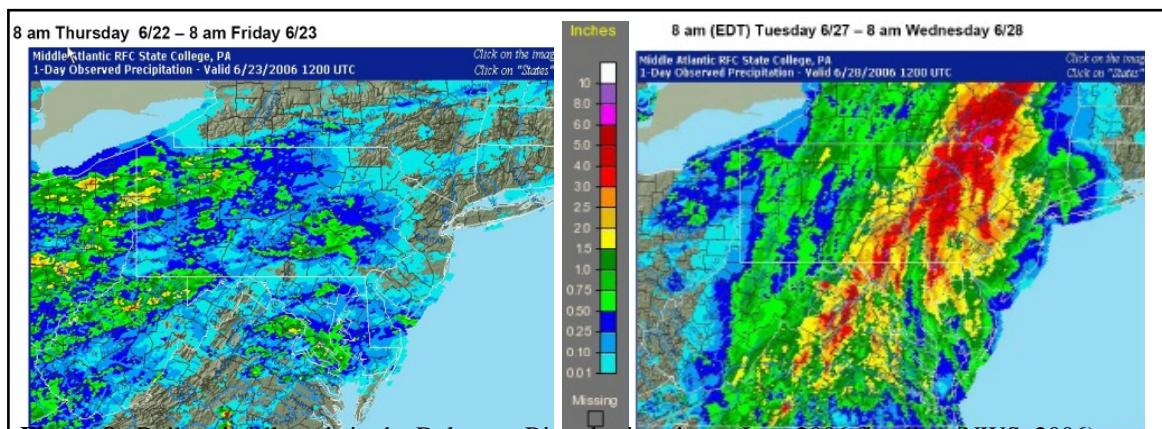 8 am Thursday 6/22 – 8 am Friday 6/23
Middle Atlantic RFC State College, PA
1-Day Observed Precipitation - Valid 6/23/2006 1200 UTC
Click on the imag
Click on "States"
Inches
10
8.0
6.0
5.0
4.0
3.0
2.5
2.0
1.5
1.0
0.75
0.50
0.25
0.10
0.01
Missing
8 am (EDT) Tuesday 6/27 – 8 am Wednesday 6/28
Middle Atlantic RFC State College, PA
1-Day Observed Precipitation - Valid 6/28/2006 1200 UTC
Click on the imag
Click on "States"
2006 NWS, 2006)